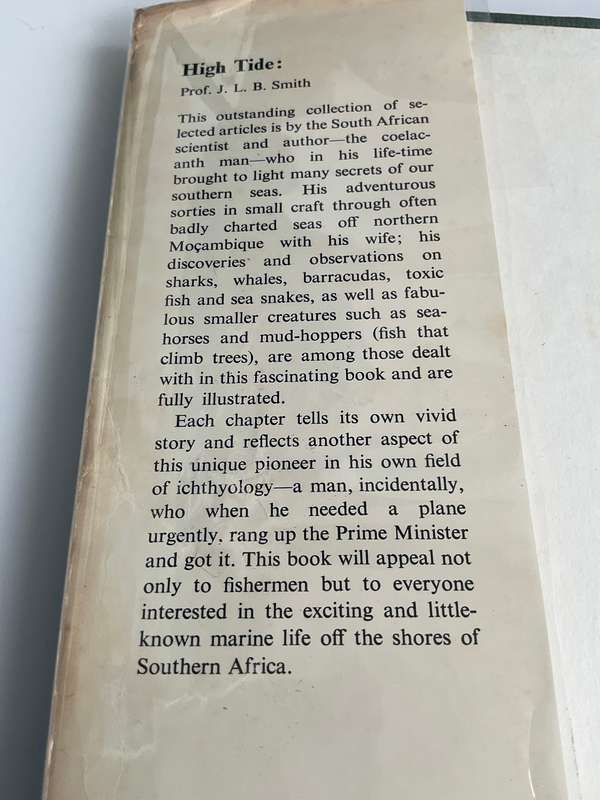 High Tide:
Prof. J. L. B. Smith
This outstanding collection of se-
lected articles is by the South African
scientist and author—the coelac-
anth man—who in his life-time
brought to light many secrets of our
southern seas. His adventurous
sorties in small craft through often
badly charted seas off northern
Moçambique with his wife; his
discoveries and observations on
sharks, whales, barracudas, toxic
fish and sea snakes, as well as fabu-
lous smaller creatures such as sea-
horses and mud-hoppers (fish that
climb trees), are among those dealt
with in this fascinating book and are
fully illustrated.
Each chapter tells its own vivid
story and reflects another aspect of
this unique pioneer in his own field
of ichthyology—a man, incidentally,
who when he needed a plane
urgently, rang up the Prime Minister
and got it. This book will appeal not
only to fishermen but to everyone
interested in the exciting and little-
known marine life off the shores of
Southern Africa.